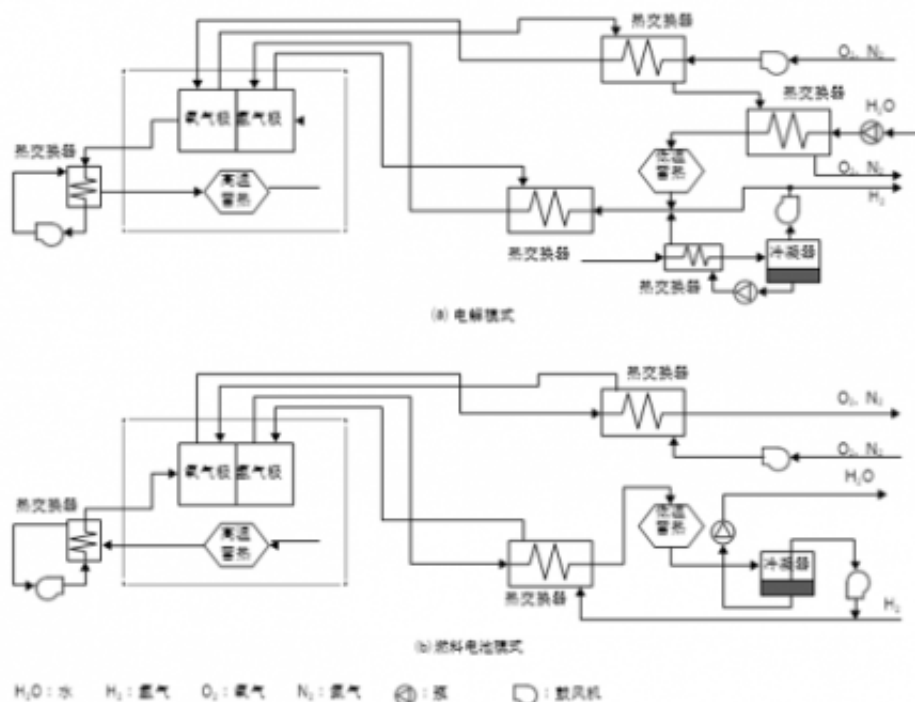 O₂、N₂
热交换器
热交换器
H₂O
氧气极 氢气极
热交换器
高温
蓄热
低温
蓄热
O₂、N₂
H₂
热交换器
冷凝器
热交换器
(a) 电解模式
热交换器
O₂、N₂
O₂、N₂
氧气极 氢气极
H₂O
热交换器
高温
蓄热
低温
蓄热
冷凝器
热交换器
H₂
(b) 燃料电池模式
H₂O：水 H₂：氢气 O₂：氧气 N₂：氮气 ：泵 ：鼓风机